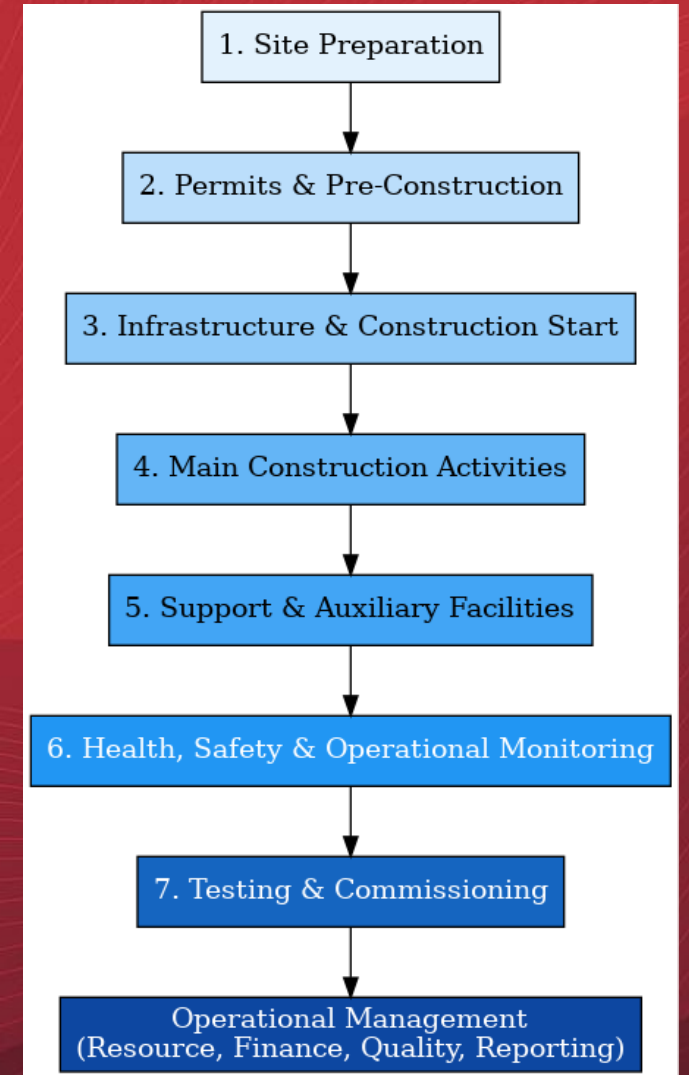 1. Site Preparation
2. Permits & Pre-Construction
3. Infrastructure & Construction Start
4. Main Construction Activities
5. Support & Auxiliary Facilities
6. Health, Safety & Operational Monitoring
7. Testing & Commissioning
Operational Management
(Resource, Finance, Quality, Reporting)